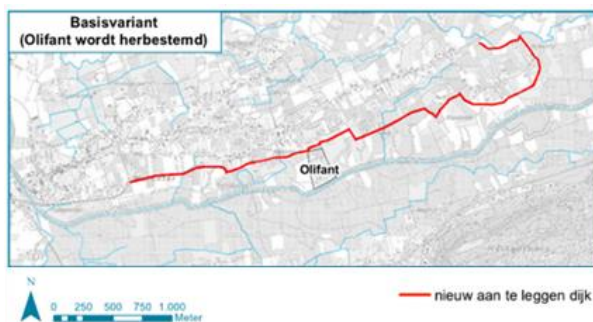 Basisvariant
(Olifant wordt herbestemd)
Olifant
N
0 250 500 750 1.000
Meter
nieuw aan te leggen dijk